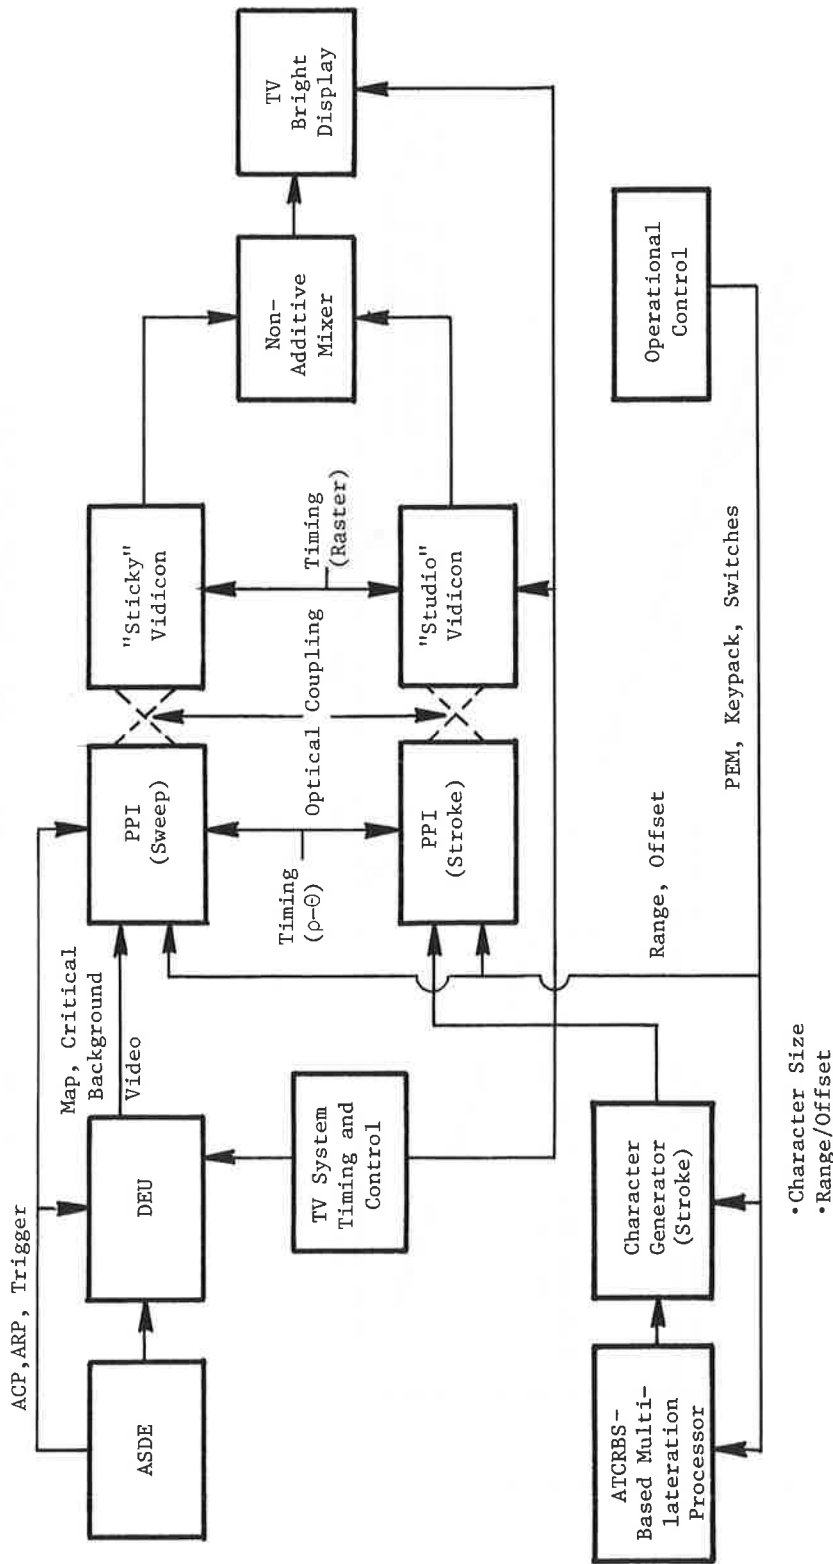 ACP,ARP, Trigger
ASDE
DEU
Map, Critical
Background
Video
PPI
(Sweep)
"Sticky"
Vidicon
TV System
Timing and
Control
Timing
(ρ-Θ)
Optical Coupling
Timing
(Raster)
Non-
Additive
Mixer
TV
Bright
Display
PPI
(Stroke)
"Studio"
Vidicon
ATCRBS-
Based Multi-
lateration
Processor
Character
Generator
(Stroke)
Range, Offset
PEM, Keypack, Switches
Operational
Control
•Character Size
•Range/Offset